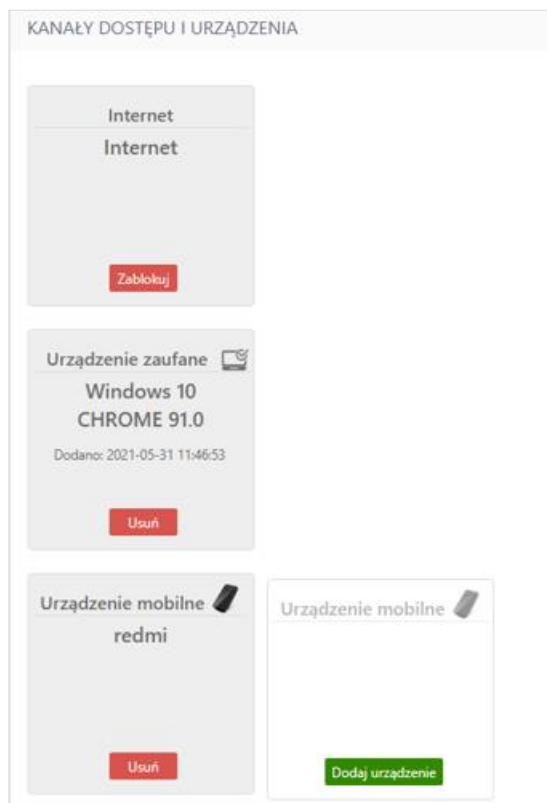 KANAŁY DOSTĘPU I URZĄDZENIA
Internet
Internet
Zablokuj
Urządzenie zaufane
Windows 10
CHROME 91.0
Dodano: 2021-05-31 11:46:53
Usuń
Urządzenie mobilne
redmi
Usuń
Urządzenie mobilne
Dodaj urządzenie